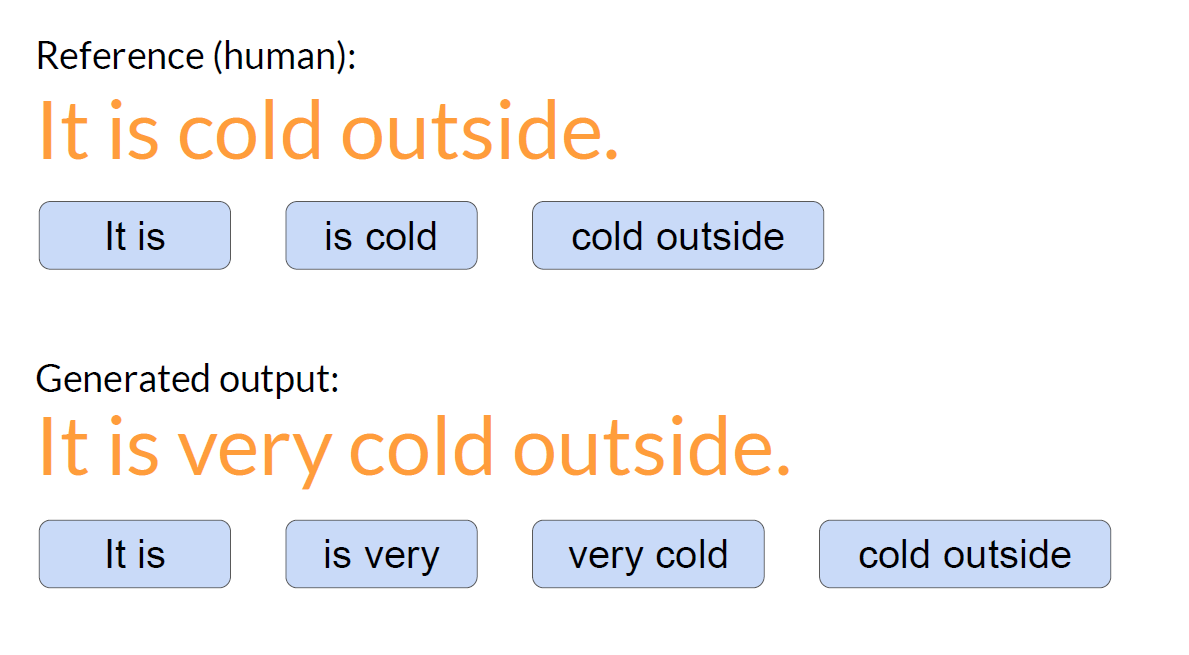 Reference (human):
It is cold outside.
It is is cold cold outside
Generated output:
It is very cold outside.
It is is very very cold cold outside